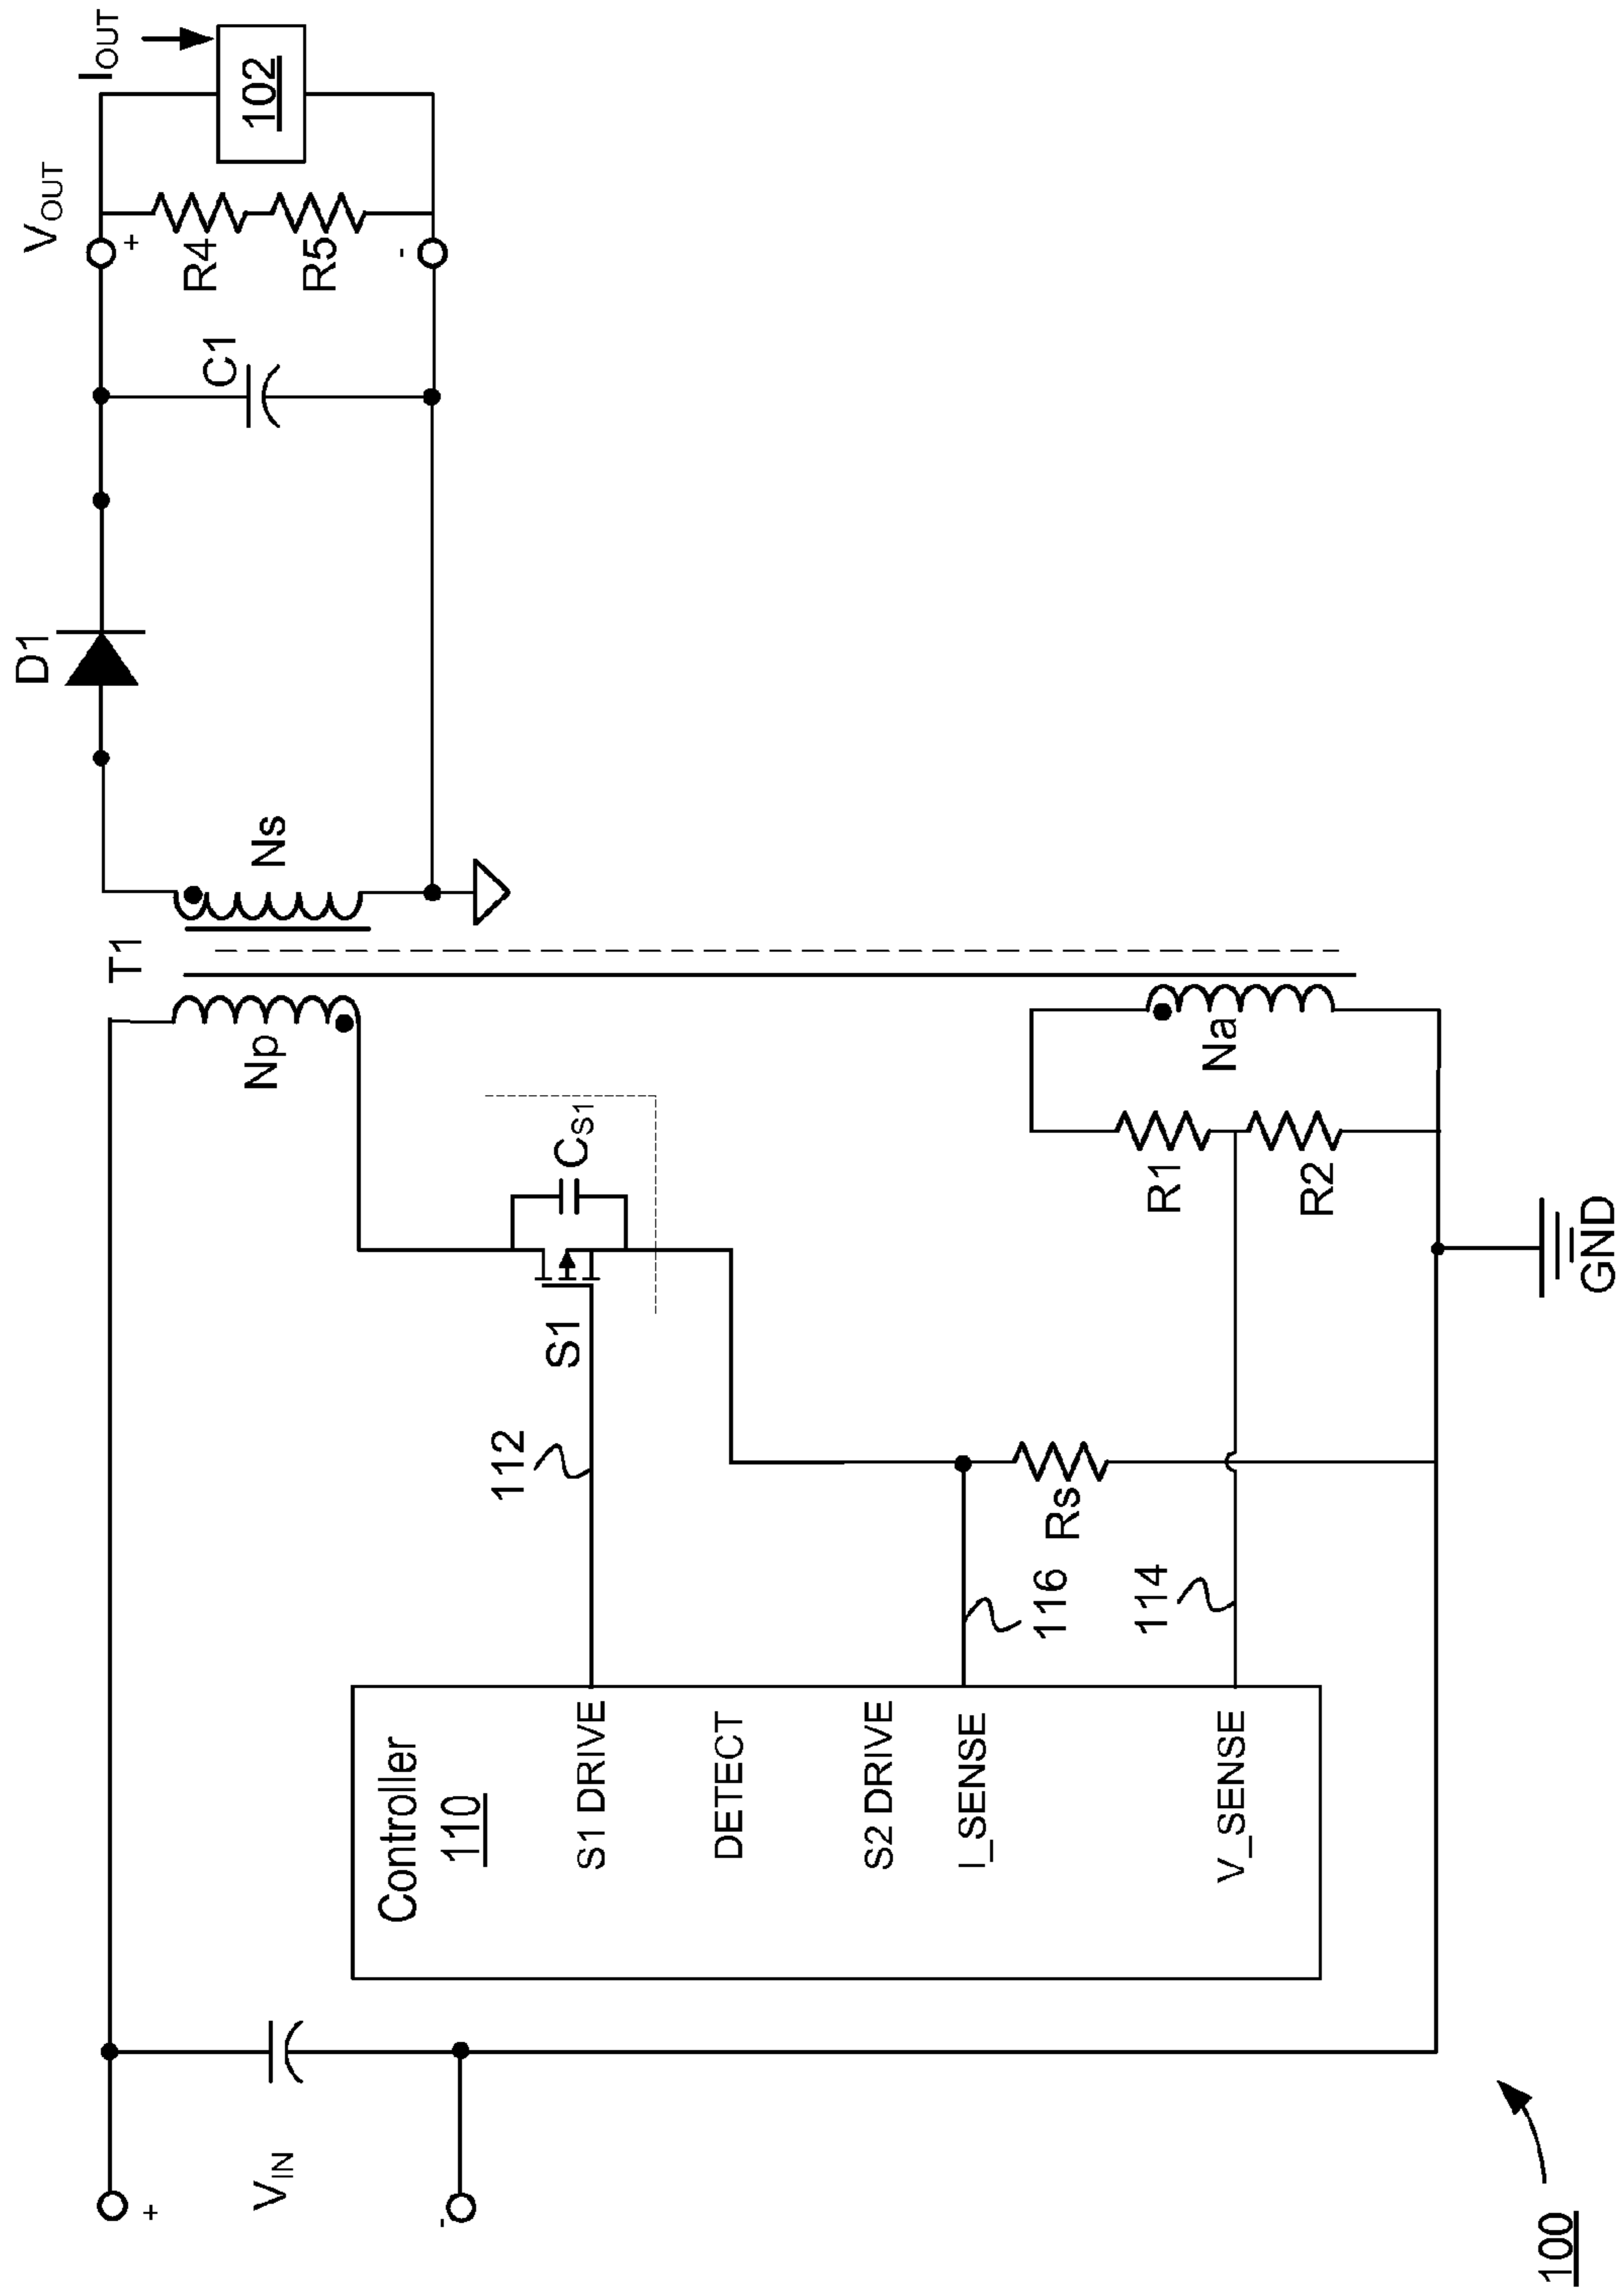 T1
D1
VOUT
IOUT
+
-
102
C1
R4
R5
Np
Ns
VIN
+
-
Controller
110
S1 DRIVE
DETECT
S2 DRIVE
I_SENSE
V_SENSE
112
S1
CS1
116
Rs
114
R1
R2
Na
GND
100